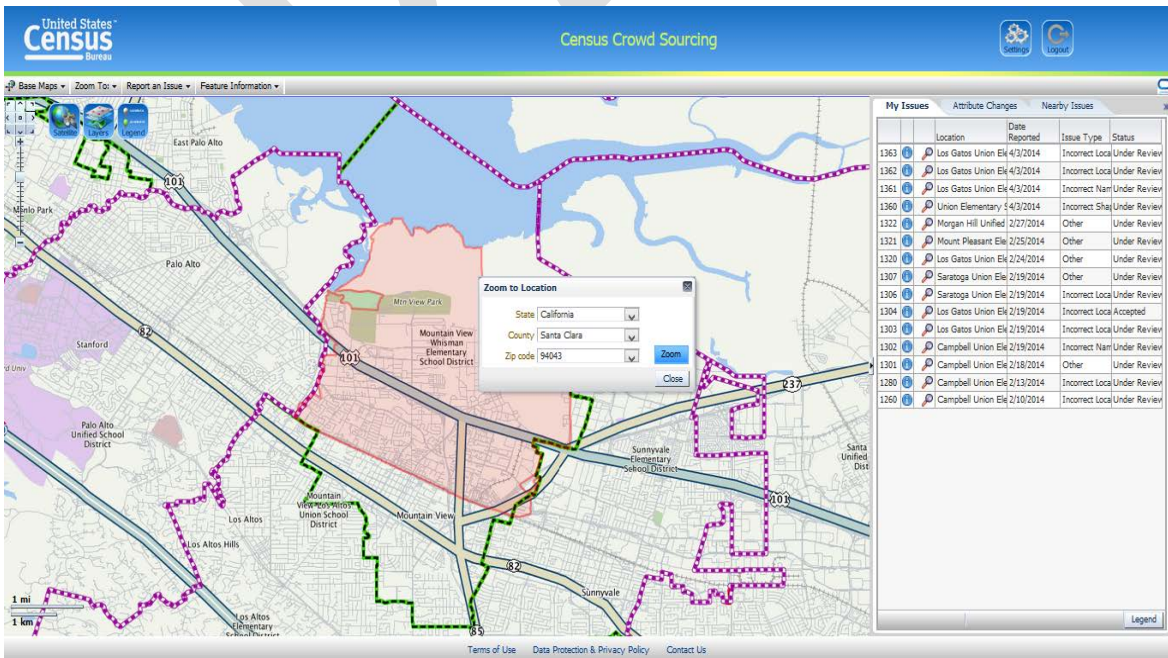 United States™
Census
Bureau
Census Crowd Sourcing
Settings
Logout
Base Maps Zoom To: Report an Issue Feature Information
Satellite Layers Legend
East Palo Alto
101
101
Menlo Park
Palo Alto
Mtn View Park
82
Stanford
Mountain View
Whisman
Elementary
School District
101
237
Palo Alto
Unified School
District
Sunnyvale
Elementary
School District
Santa
Unified
Dist
101
Mountain
View-Los Altos
Union School
District
Mountain View
Los Altos
Los Altos Hills
82
Sunnyvale
Los Altos
Elementary
School District
85
1 mi
1 km
Zoom to Location
State California
County Santa Clara
Zip code 94043 Zoom
Close
My Issues Attribute Changes Nearby Issues
Location Date Reported Issue Type Status
1363 Los Gatos Union Ele 4/3/2014 Incorrect Loca Under Review
1362 Los Gatos Union Ele 4/3/2014 Incorrect Loca Under Review
1361 Los Gatos Union Ele 4/3/2014 Incorrect Nam Under Review
1360 Union Elementary S 4/3/2014 Incorrect Shap Under Review
1322 Morgan Hill Unified 2/27/2014 Other Under Review
1321 Mount Pleasant Ele 2/25/2014 Other Under Review
1320 Los Gatos Union Ele 2/24/2014 Other Under Review
1307 Saratoga Union Ele 2/19/2014 Other Under Review
1306 Saratoga Union Ele 2/19/2014 Incorrect Loca Under Review
1304 Los Gatos Union Ele 2/19/2014 Incorrect Loca Accepted
1303 Los Gatos Union Ele 2/19/2014 Incorrect Loca Under Review
1302 Campbell Union Ele 2/19/2014 Incorrect Nam Under Review
1301 Campbell Union Ele 2/18/2014 Other Under Review
1280 Campbell Union Ele 2/13/2014 Incorrect Loca Under Review
1260 Campbell Union Ele 2/10/2014 Incorrect Loca Under Review
Legend
Terms of Use Data Protection & Privacy Policy Contact Us